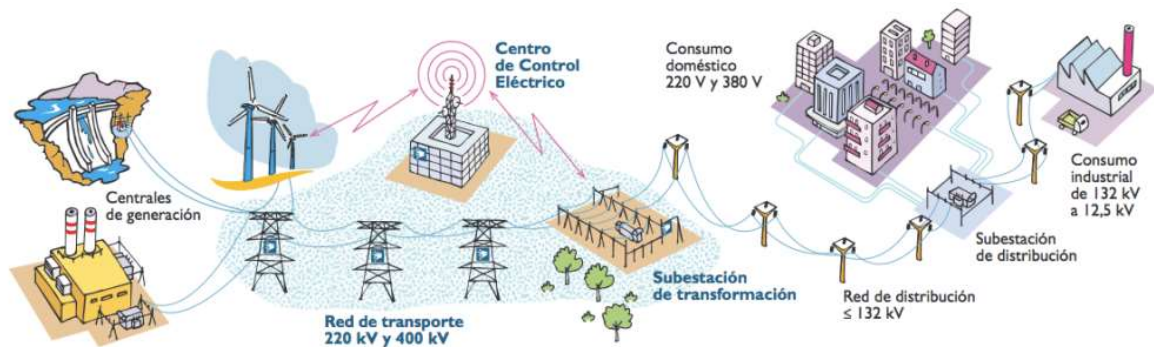 Centrales
de generación
Centro
de Control
Eléctrico
Red de transporte
220 kV y 400 kV
Subestación
de transformación
Consumo
doméstico
220 V y 380 V
Red de distribución
≤ 132 kV
Subestación
de distribución
Consumo
industrial
de 132 kV
a 12,5 kV